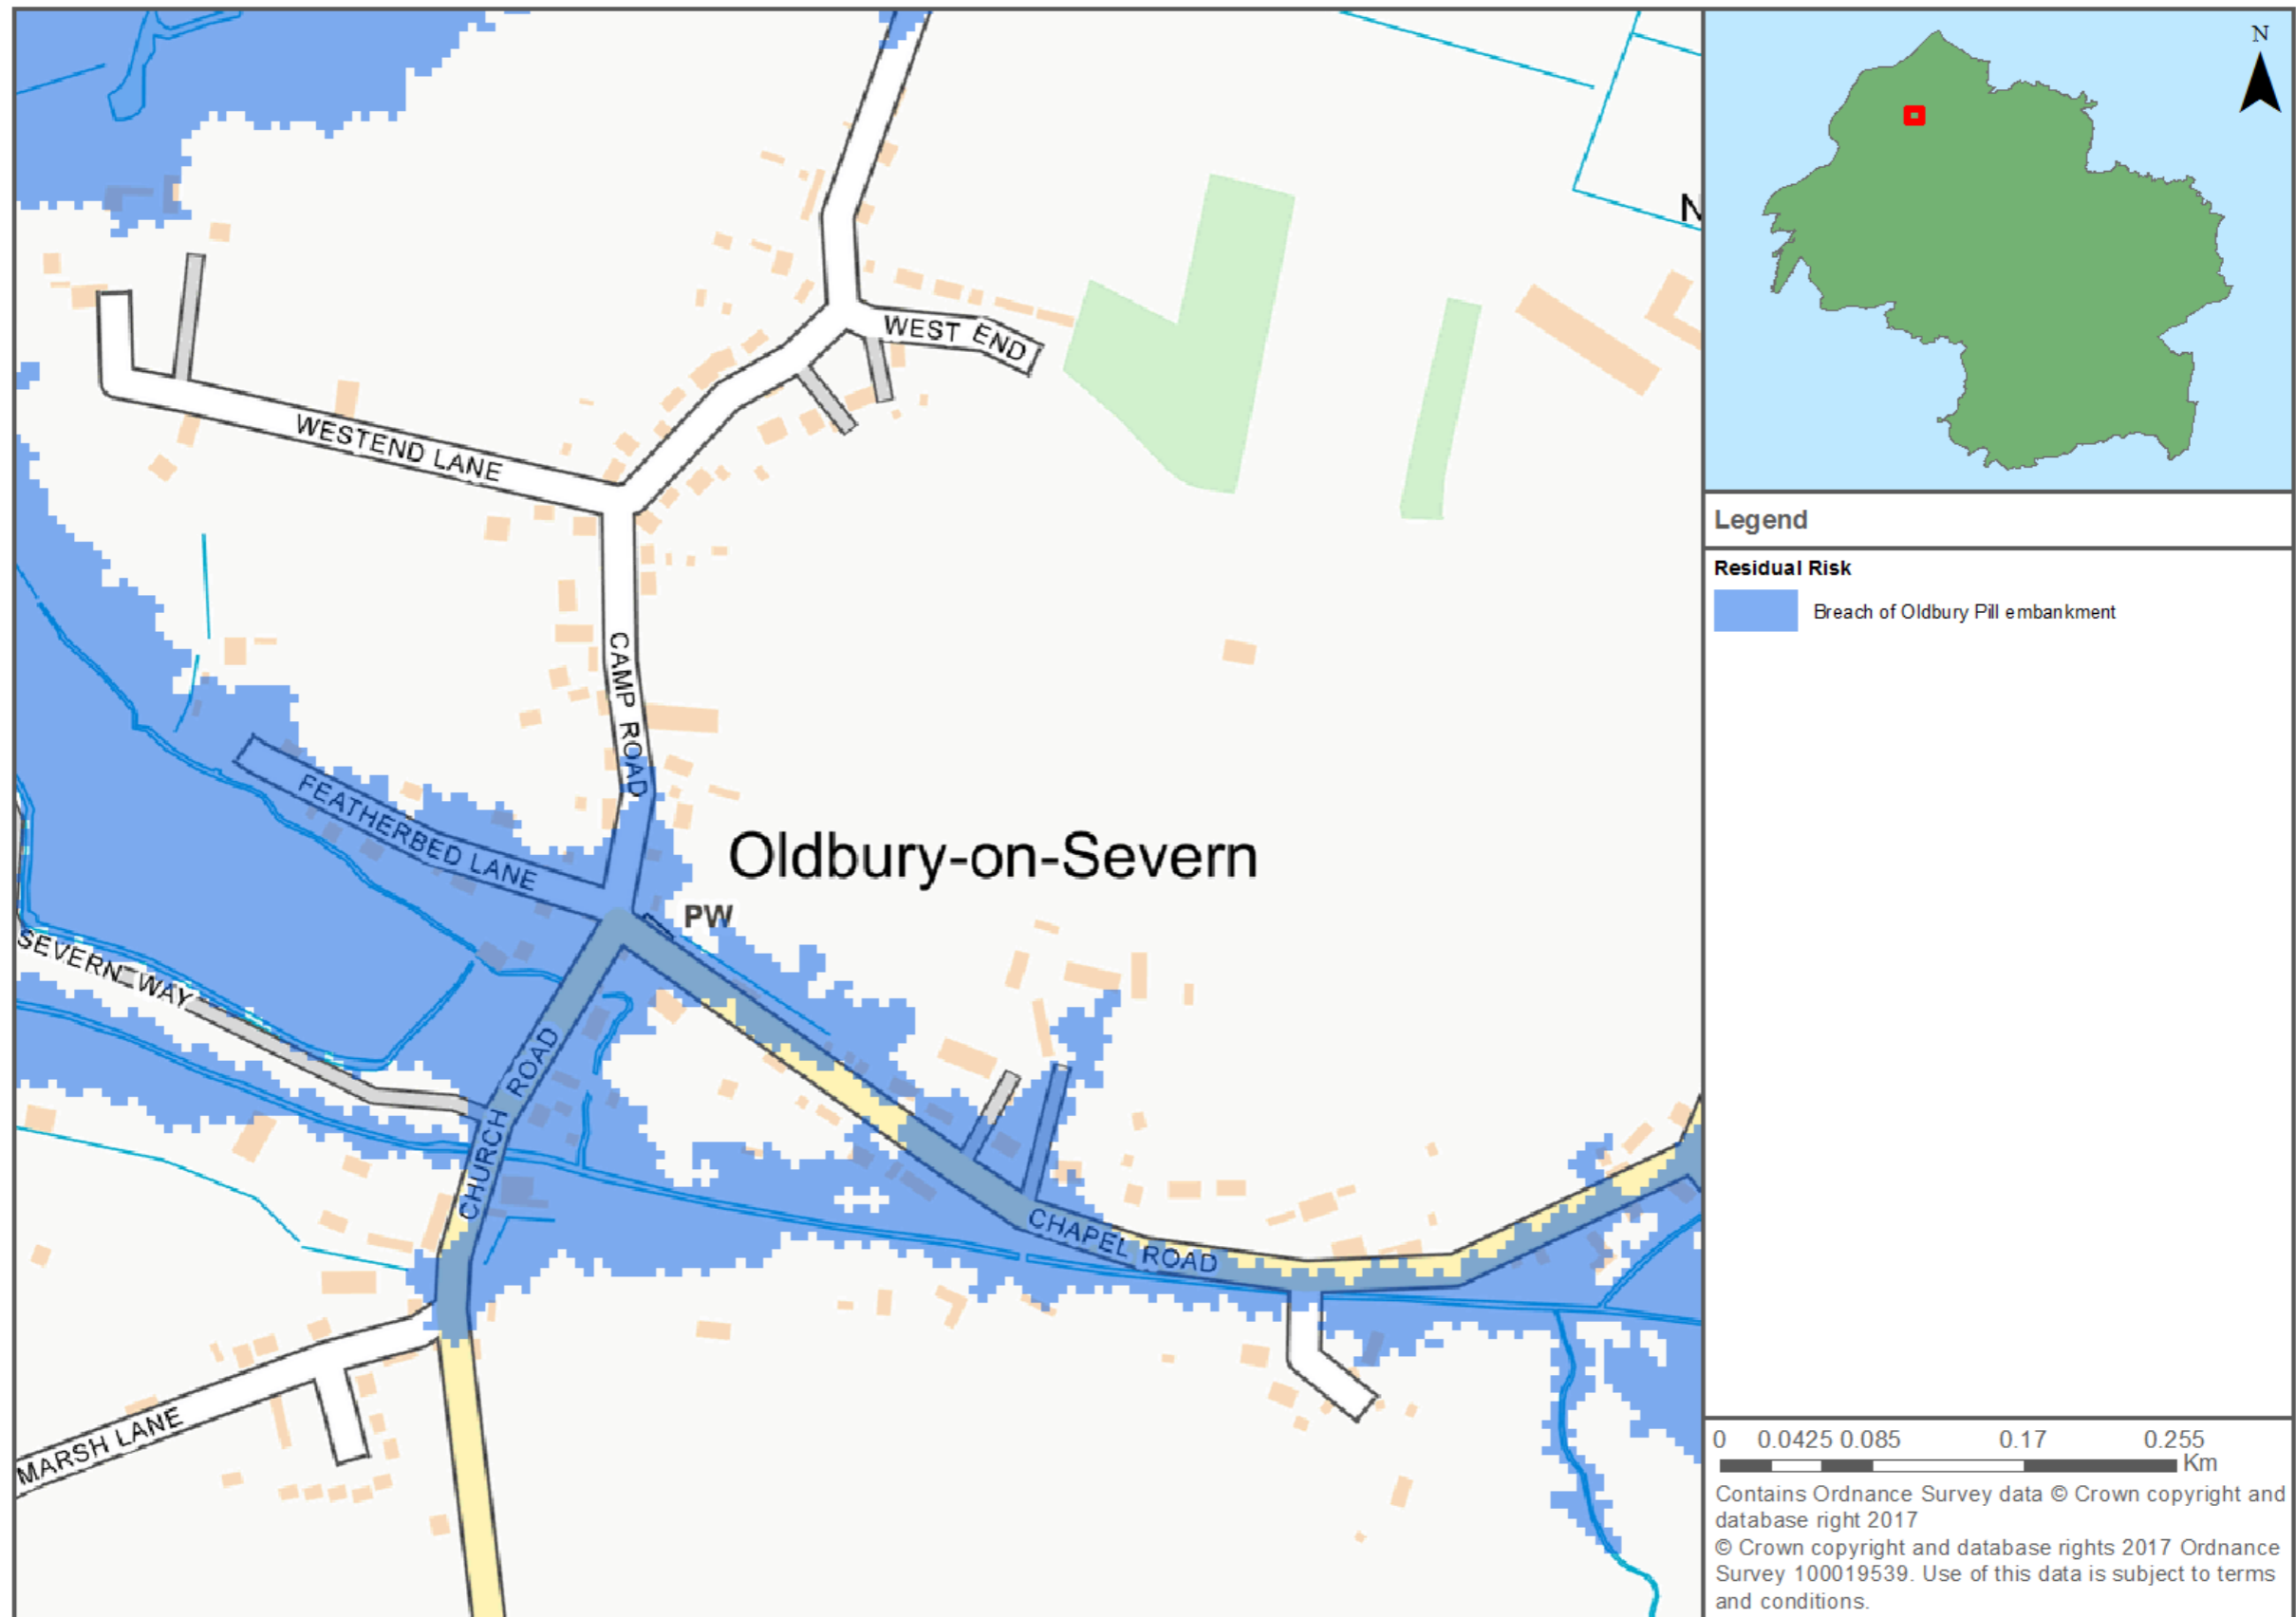 N
N
WEST END
WESTEND LANE
CAMP ROAD
Oldbury-on-Severn
FEATHERBED LANE
PW
SEVERN WAY
CHURCH ROAD
CHAPEL ROAD
MARSH LANE
Legend
Residual Risk
Breach of Oldbury Pill embankment
0 0.0425 0.085 0.17 0.255
Km
Contains Ordnance Survey data © Crown copyright and
database right 2017
© Crown copyright and database rights 2017 Ordnance
Survey 100019539. Use of this data is subject to terms
and conditions.